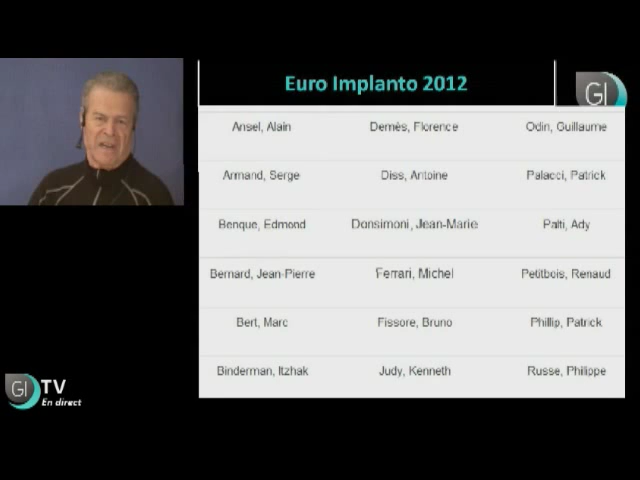 Euro Implanto 2012
GI
Ansel, Alain
Demès, Florence
Odin, Guillaume
Armand, Serge
Diss, Antoine
Palacci, Patrick
Benque, Edmond
Donsimoni, Jean-Marie
Palti, Ady
Bernard, Jean-Pierre
Ferrari, Michel
Petitbois, Renaud
Bert, Marc
Fissore, Bruno
Phillip, Patrick
Binderman, Itzhak
Judy, Kenneth
Russe, Philippe
GI TV
En direct